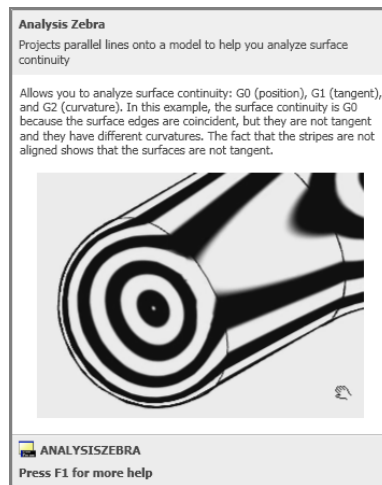 Analysis Zebra
Projects parallel lines onto a model to help you analyze surface
continuity
Allows you to analyze surface continuity: G0 (position), G1 (tangent),
and G2 (curvature). In this example, the surface continuity is G0
because the surface edges are coincident, but they are not tangent
and they have different curvatures. The fact that the stripes are not
aligned shows that the surfaces are not tangent.
ANALYSISZEBRA
Press F1 for more help